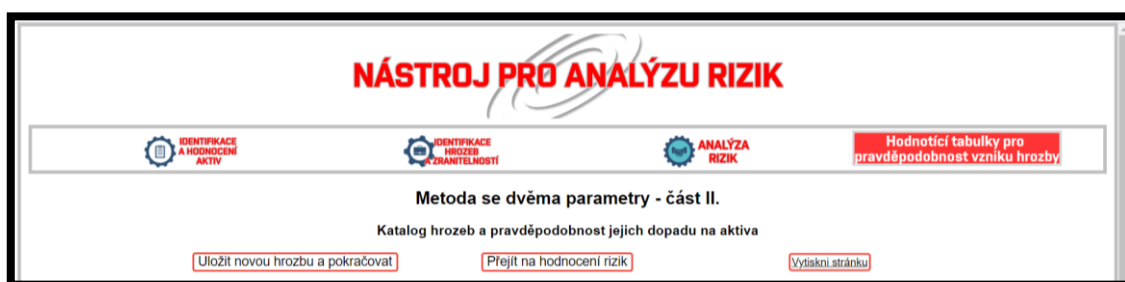 NÁSTROJ PRO ANALÝZU RIZIK
IDENTIFIKACE
A HODNOCENÍ
AKTIV
IDENTIFIKACE
HROZEB
A ZRANITELNOSTÍ
ANALÝZA
RIZIK
Hodnotící tabulky pro
pravděpodobnost vzniku hrozby
Metoda se dvěma parametry - část II.
Katalog hrozeb a pravděpodobnost jejich dopadu na aktiva
Uložit novou hrozbu a pokračovat
Přejít na hodnocení rizik
Vytiskni stránku